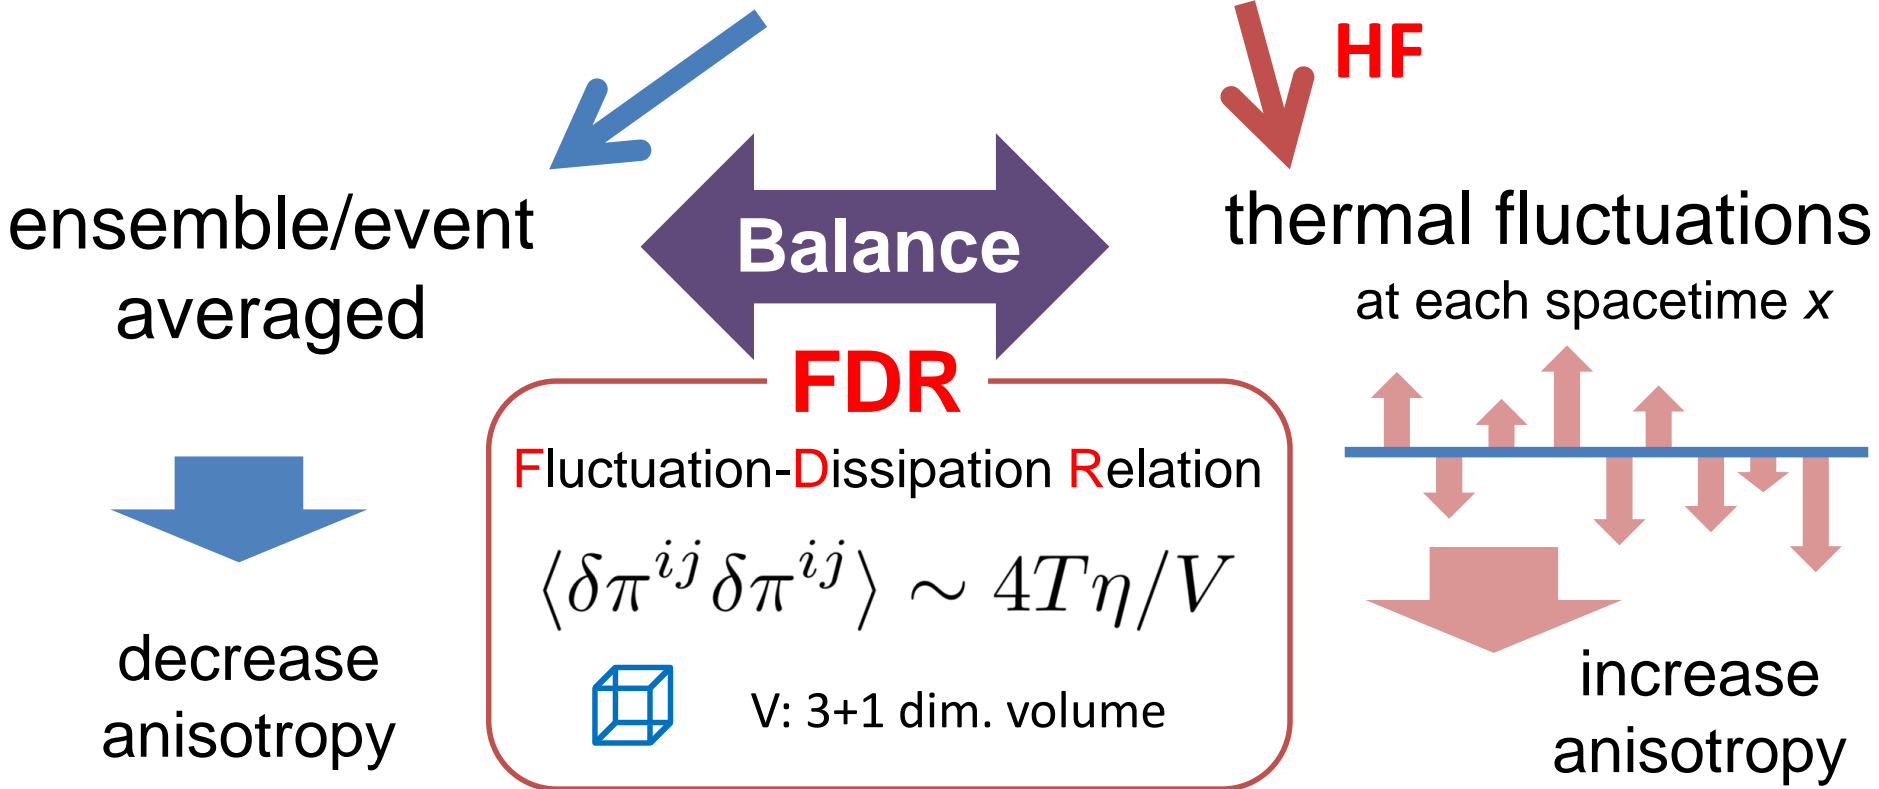 HF
ensemble/event
averaged
Balance
thermal fluctuations
at each spacetime x
FDR
Fluctuation-Dissipation Relation
⟨δπ^{ij} δπ^{ij}⟩ ∼ 4Tη/V
V: 3+1 dim. volume
decrease
anisotropy
increase
anisotropy